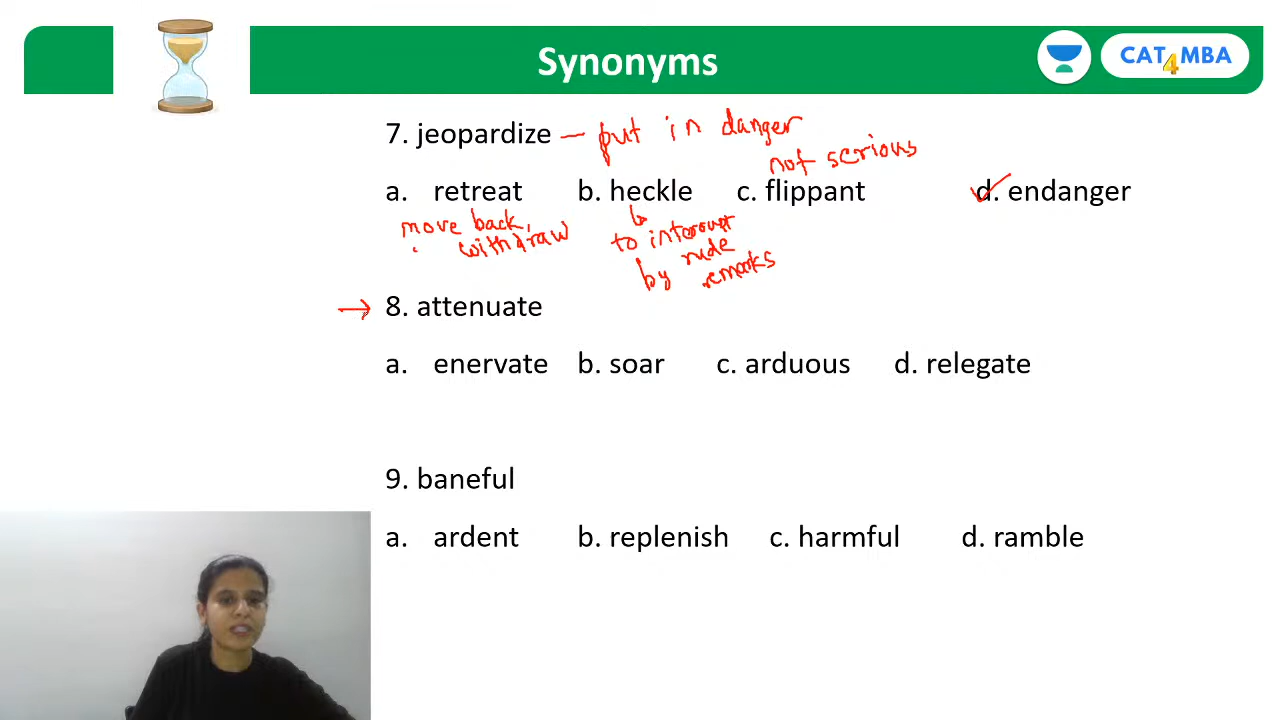 Synonyms
CAT4MBA
7. jeopardize – put in danger
not serious
a. retreat b. heckle c. flippant d. endanger
move back, withdraw
to interrupt
by rude
remarks
→ 8. attenuate
a. enervate b. soar c. arduous d. relegate
9. baneful
a. ardent b. replenish c. harmful d. ramble